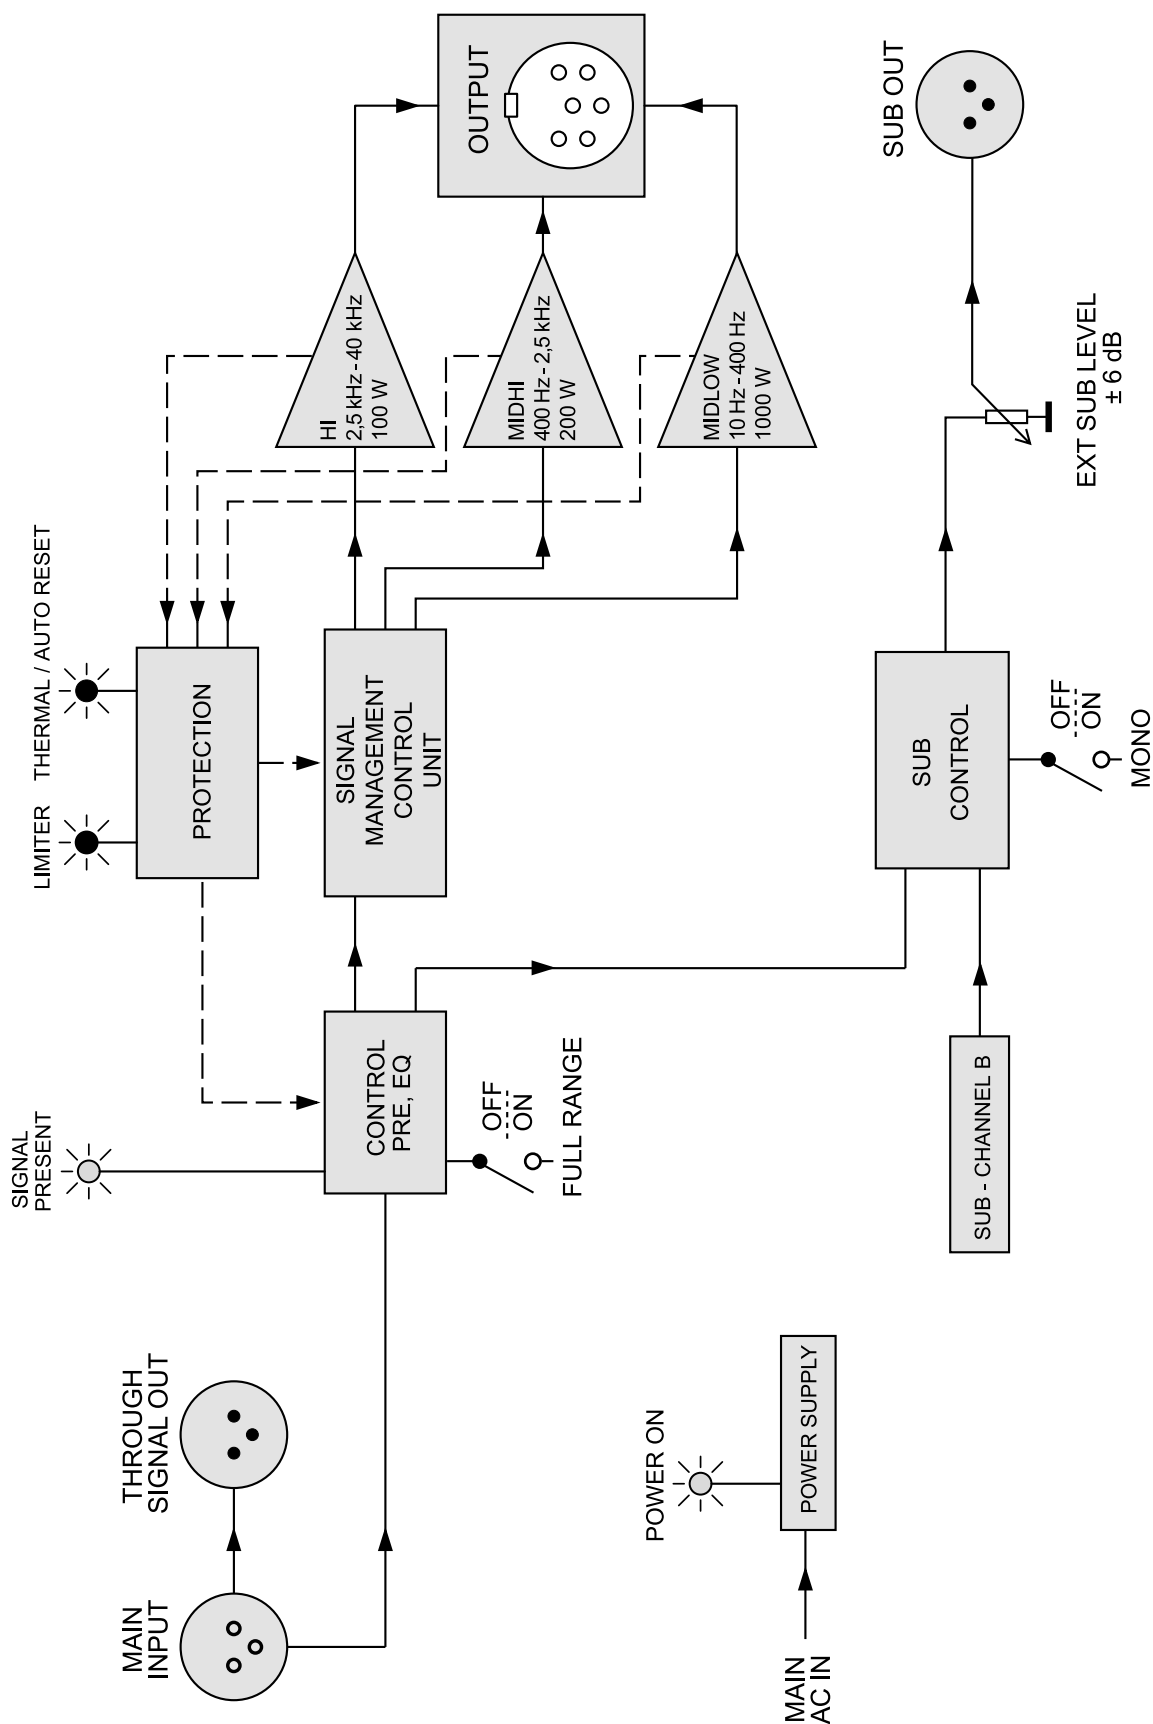 SIGNAL
PRESENT
LIMITER
THERMAL / AUTO RESET
PROTECTION
MAIN
INPUT
THROUGH
SIGNAL OUT
CONTROL
PRE, EQ
OFF
ON
FULL RANGE
SIGNAL
MANAGEMENT
CONTROL
UNIT
HI
2,5 kHz - 40 kHz
100 W
MIDHI
400 Hz - 2,5 kHz
200 W
MIDLOW
10 Hz - 400 Hz
1000 W
OUTPUT
POWER ON
MAIN
AC IN
POWER SUPPLY
SUB - CHANNEL B
SUB
CONTROL
OFF
ON
MONO
EXT SUB LEVEL
± 6 dB
SUB OUT